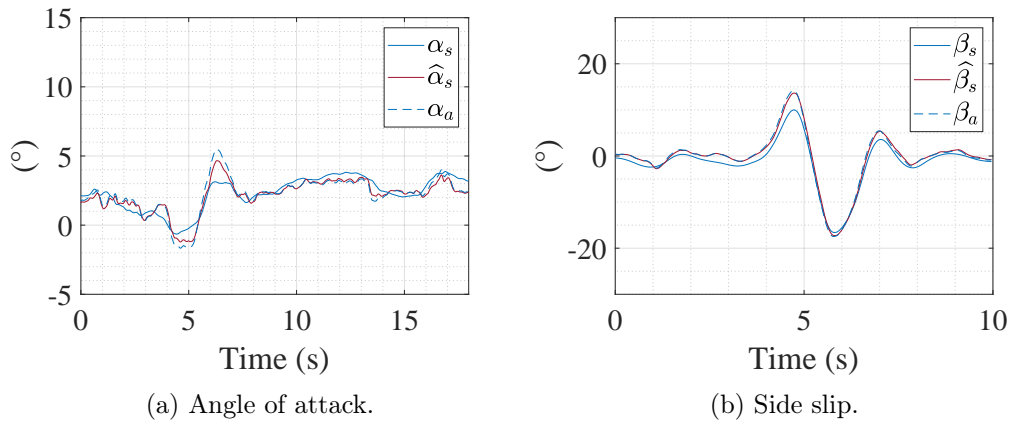 15
10
5
0
-5
(°)
0 5 10 15
Time (s)
α_s
α̂_s
α_a
(a) Angle of attack.
20
0
-20
(°)
0 5 10
Time (s)
β_s
β̂_s
β_a
(b) Side slip.